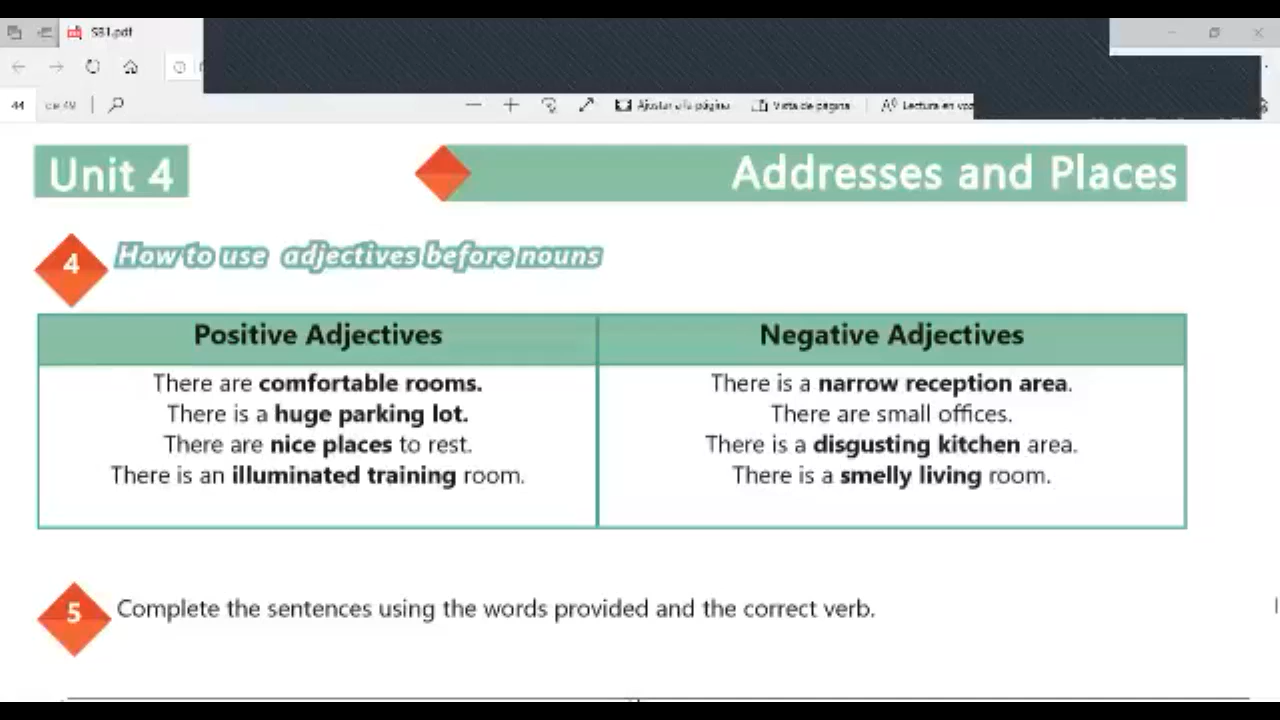 SB1.pdf
44
de 49
Ajustar a la página
Vista de página
Lectura en voz
Unit 4
Addresses and Places
4
How to use adjectives before nouns
Positive Adjectives
Negative Adjectives
There are comfortable rooms.
There is a huge parking lot.
There are nice places to rest.
There is an illuminated training room.
There is a narrow reception area.
There are small offices.
There is a disgusting kitchen area.
There is a smelly living room.
5
Complete the sentences using the words provided and the correct verb.